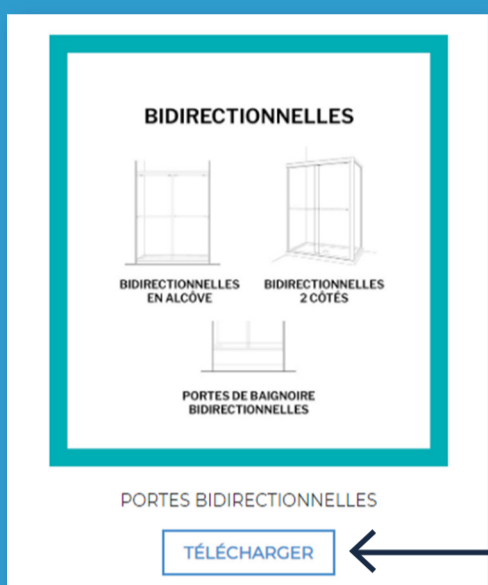 BIDIRECTIONNELLES
BIDIRECTIONNELLES
EN ALCÔVE
BIDIRECTIONNELLES
2 CÔTÉS
PORTES DE BAIGNOIRE
BIDIRECTIONNELLES
PORTES BIDIRECTIONNELLES
TÉLÉCHARGER